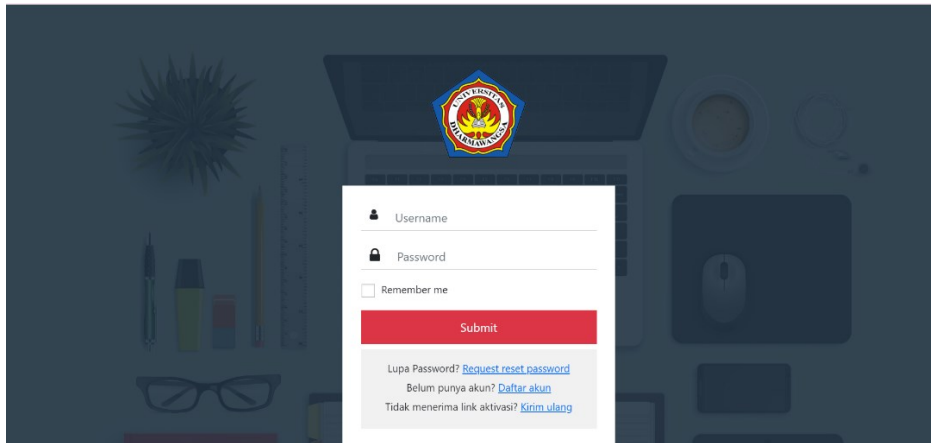 UNIVERSITAS
DHARMAWANGSA
Username
Password
Remember me
Submit
Lupa Password? Request reset password
Belum punya akun? Daftar akun
Tidak menerima link aktivasi? Kirim ulang